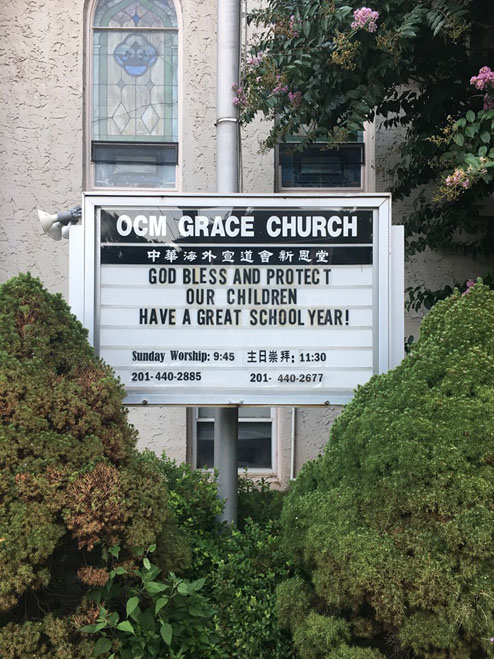 OCM GRACE CHURCH
中華海外宣道會新恩堂
GOD BLESS AND PROTECT
OUR CHILDREN
HAVE A GREAT SCHOOL YEAR!
Sunday Worship: 9:45 主日崇拜: 11:30
201-440-2885 201-440-2677